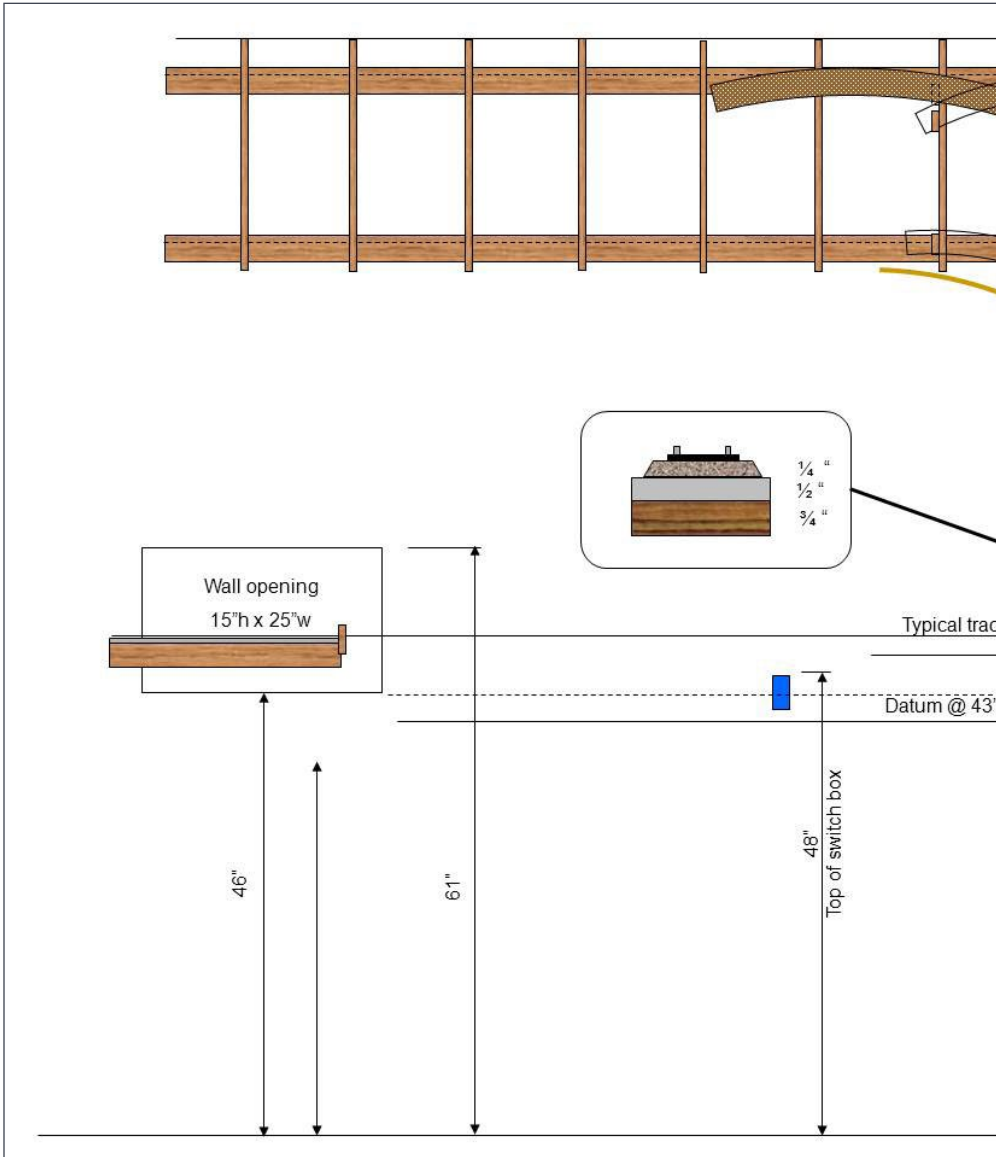 ¼ “
½ “
¾ “
Wall opening
15”h x 25”w
Typical trac
Datum @ 43’
46"
61"
48"
Top of switch box